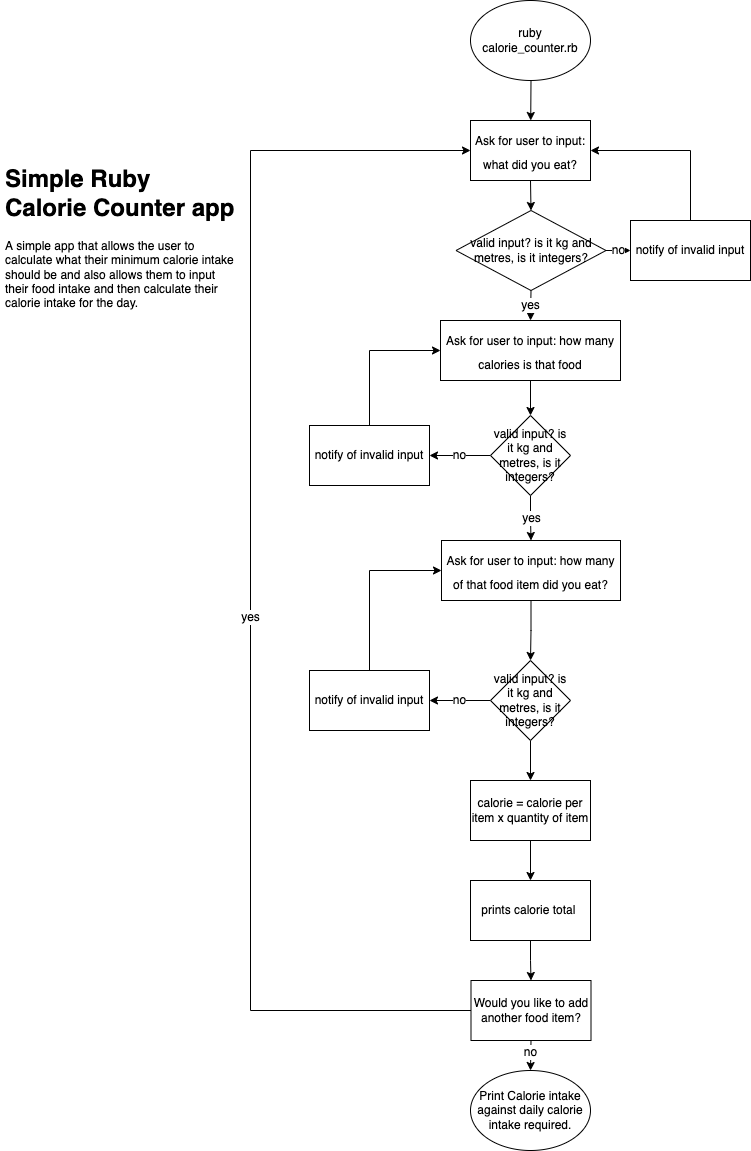 ruby
calorie_counter.rb
Ask for user to input:
what did you eat?
Simple Ruby
Calorie Counter app
A simple app that allows the user to
calculate what their minimum calorie intake
should be and also allows them to input
their food intake and then calculate their
calorie intake for the day.
valid input? is it kg and
metres, is it integers?
no
notify of invalid input
yes
Ask for user to input: how many
calories is that food
valid input? is
it kg and
metres, is it
integers?
no
notify of invalid input
yes
Ask for user to input: how many
of that food item did you eat?
yes
valid input? is
it kg and
metres, is it
integers?
no
notify of invalid input
calorie = calorie per
item x quantity of item
prints calorie total
Would you like to add
another food item?
no
Print Calorie intake
against daily calorie
intake required.